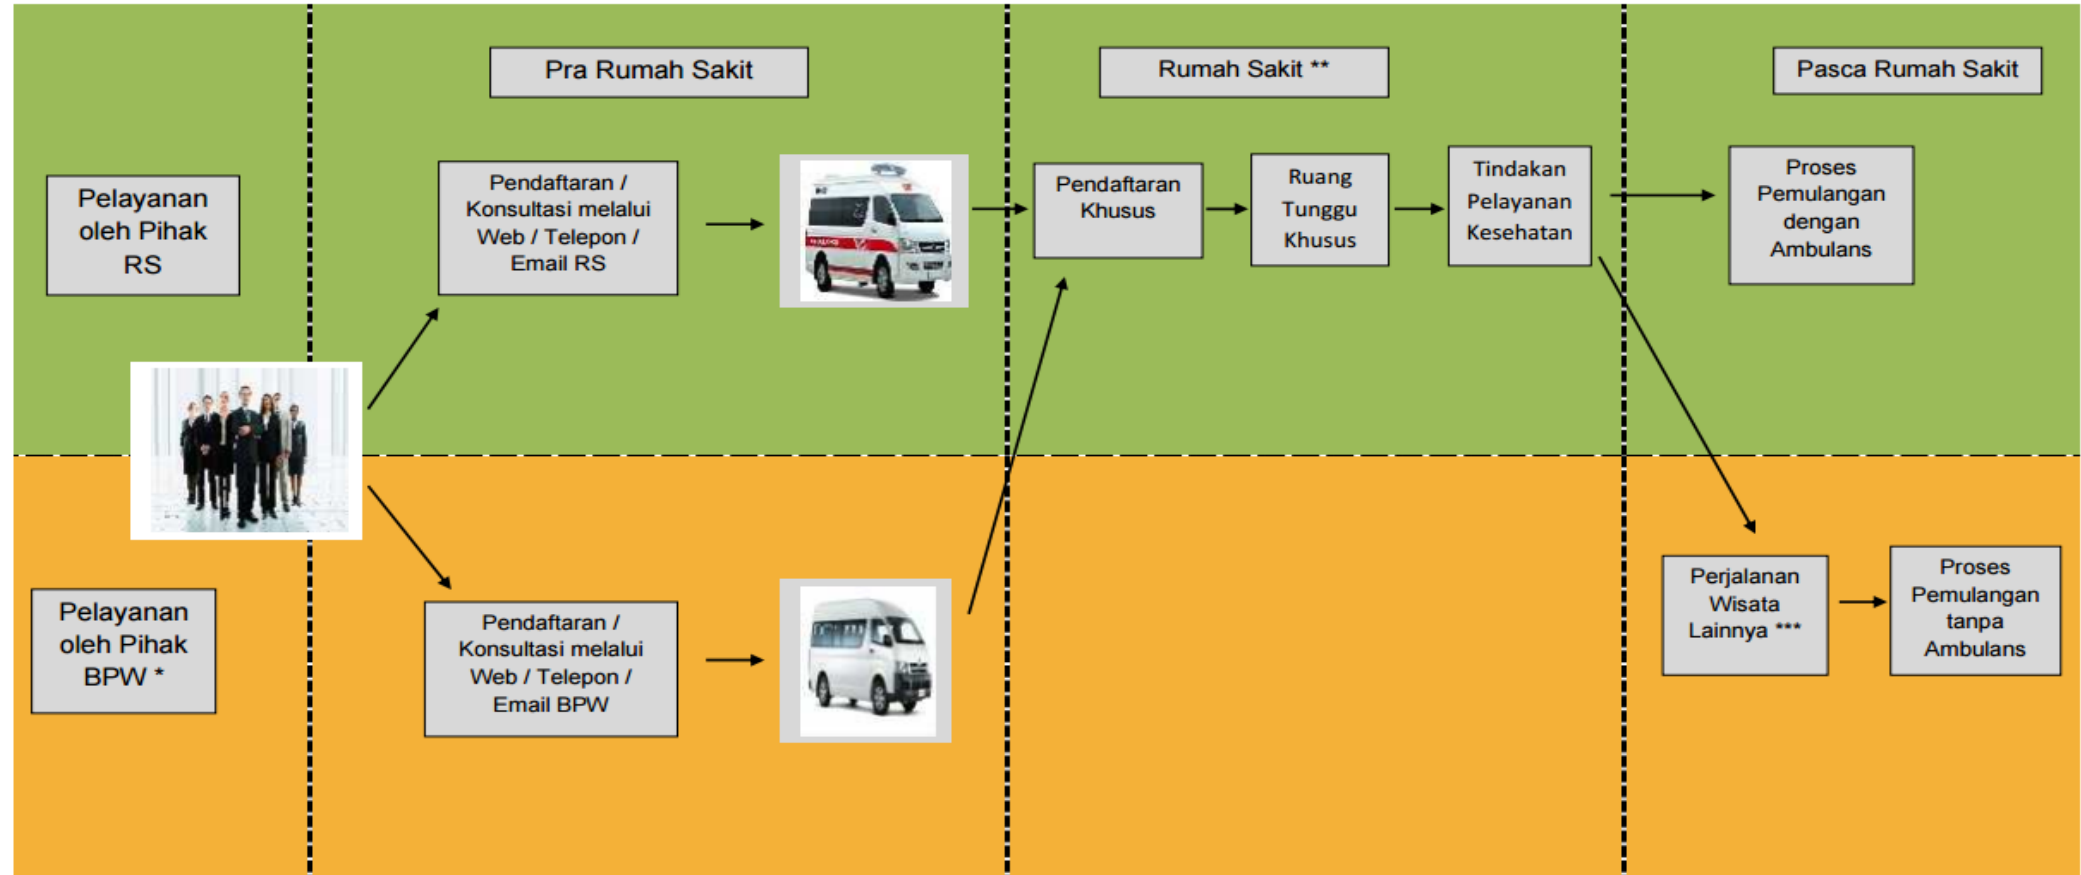 Pra Rumah Sakit
Rumah Sakit **
Pasca Rumah Sakit
Pelayanan
oleh Pihak
RS
Pendaftaran /
Konsultasi melalui
Web / Telepon /
Email RS
Pendaftaran
Khusus
Ruang
Tunggu
Khusus
Tindakan
Pelayanan
Kesehatan
Proses
Pemulangan
dengan
Ambulans
Pelayanan
oleh Pihak
BPW *
Pendaftaran /
Konsultasi melalui
Web / Telepon /
Email BPW
Perjalanan
Wisata
Lainnya ***
Proses
Pemulangan
tanpa
Ambulans